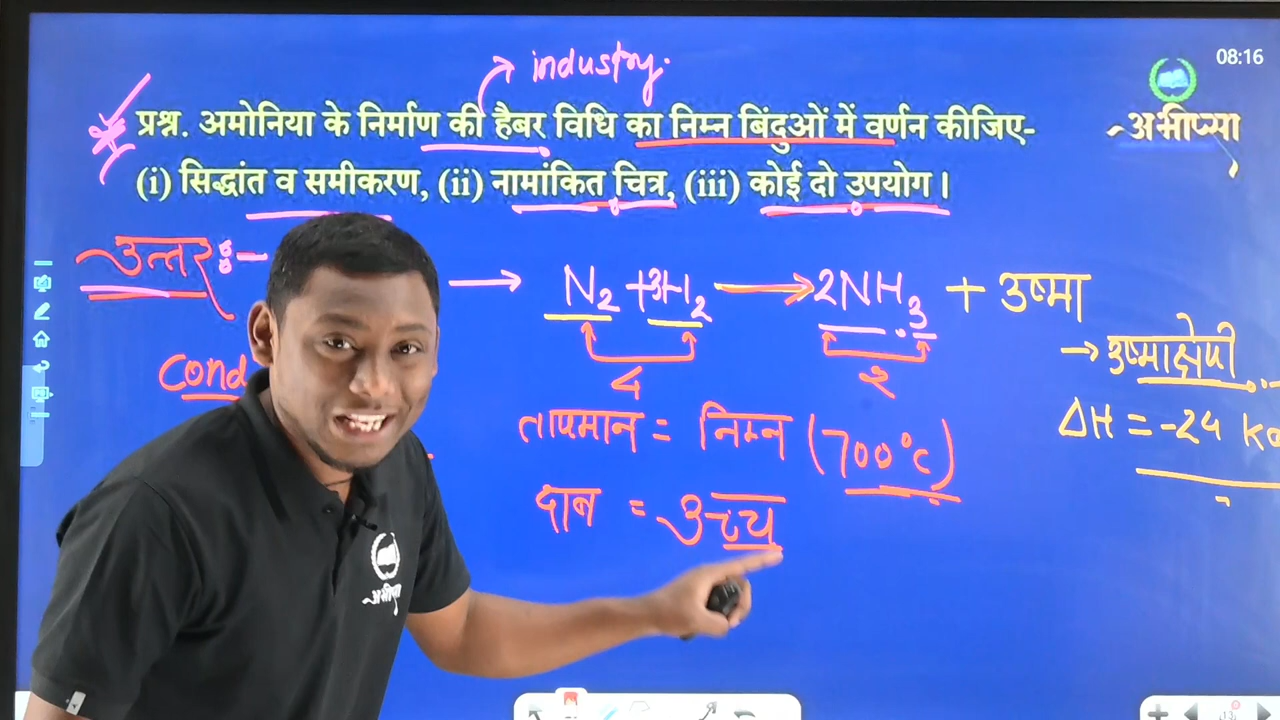 industry.
08:16
प्रश्न. अमोनिया के निर्माण की हैबर विधि का निम्न बिंदुओं में वर्णन कीजिए-
अभीप्सा
(i) सिद्धांत व समीकरण, (ii) नामांकित चित्र, (iii) कोई दो उपयोग।
उत्तर:-
→ N₂ + 3H₂ → 2NH₃ + उष्मा
→ उष्माक्षेपी
Cond
4 २
ΔH = -24
तापमान = निम्न (700°C)
दाब = उच्च
अभीप्सा